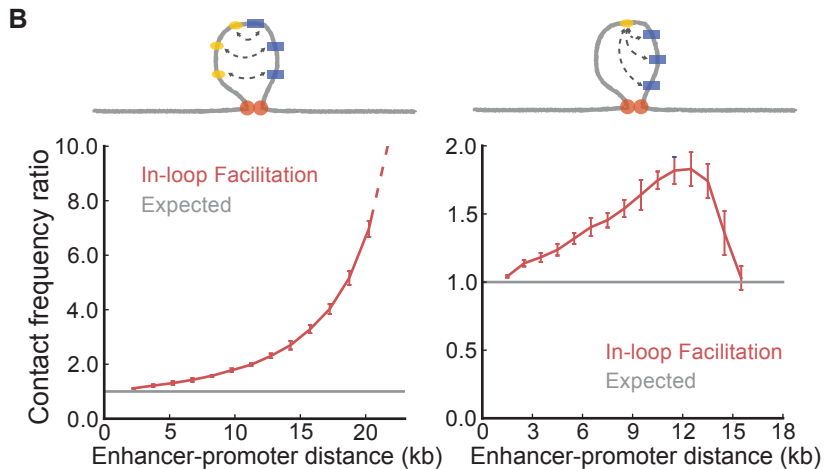 B
Contact frequency ratio
10.0
8.0
6.0
4.0
2.0
0.0
In-loop Facilitation
Expected
0 5 10 15 20
Enhancer-promoter distance (kb)
2.0
1.5
1.0
0.5
0.0
In-loop Facilitation
Expected
0 3 6 9 12 15 18
Enhancer-promoter distance (kb)